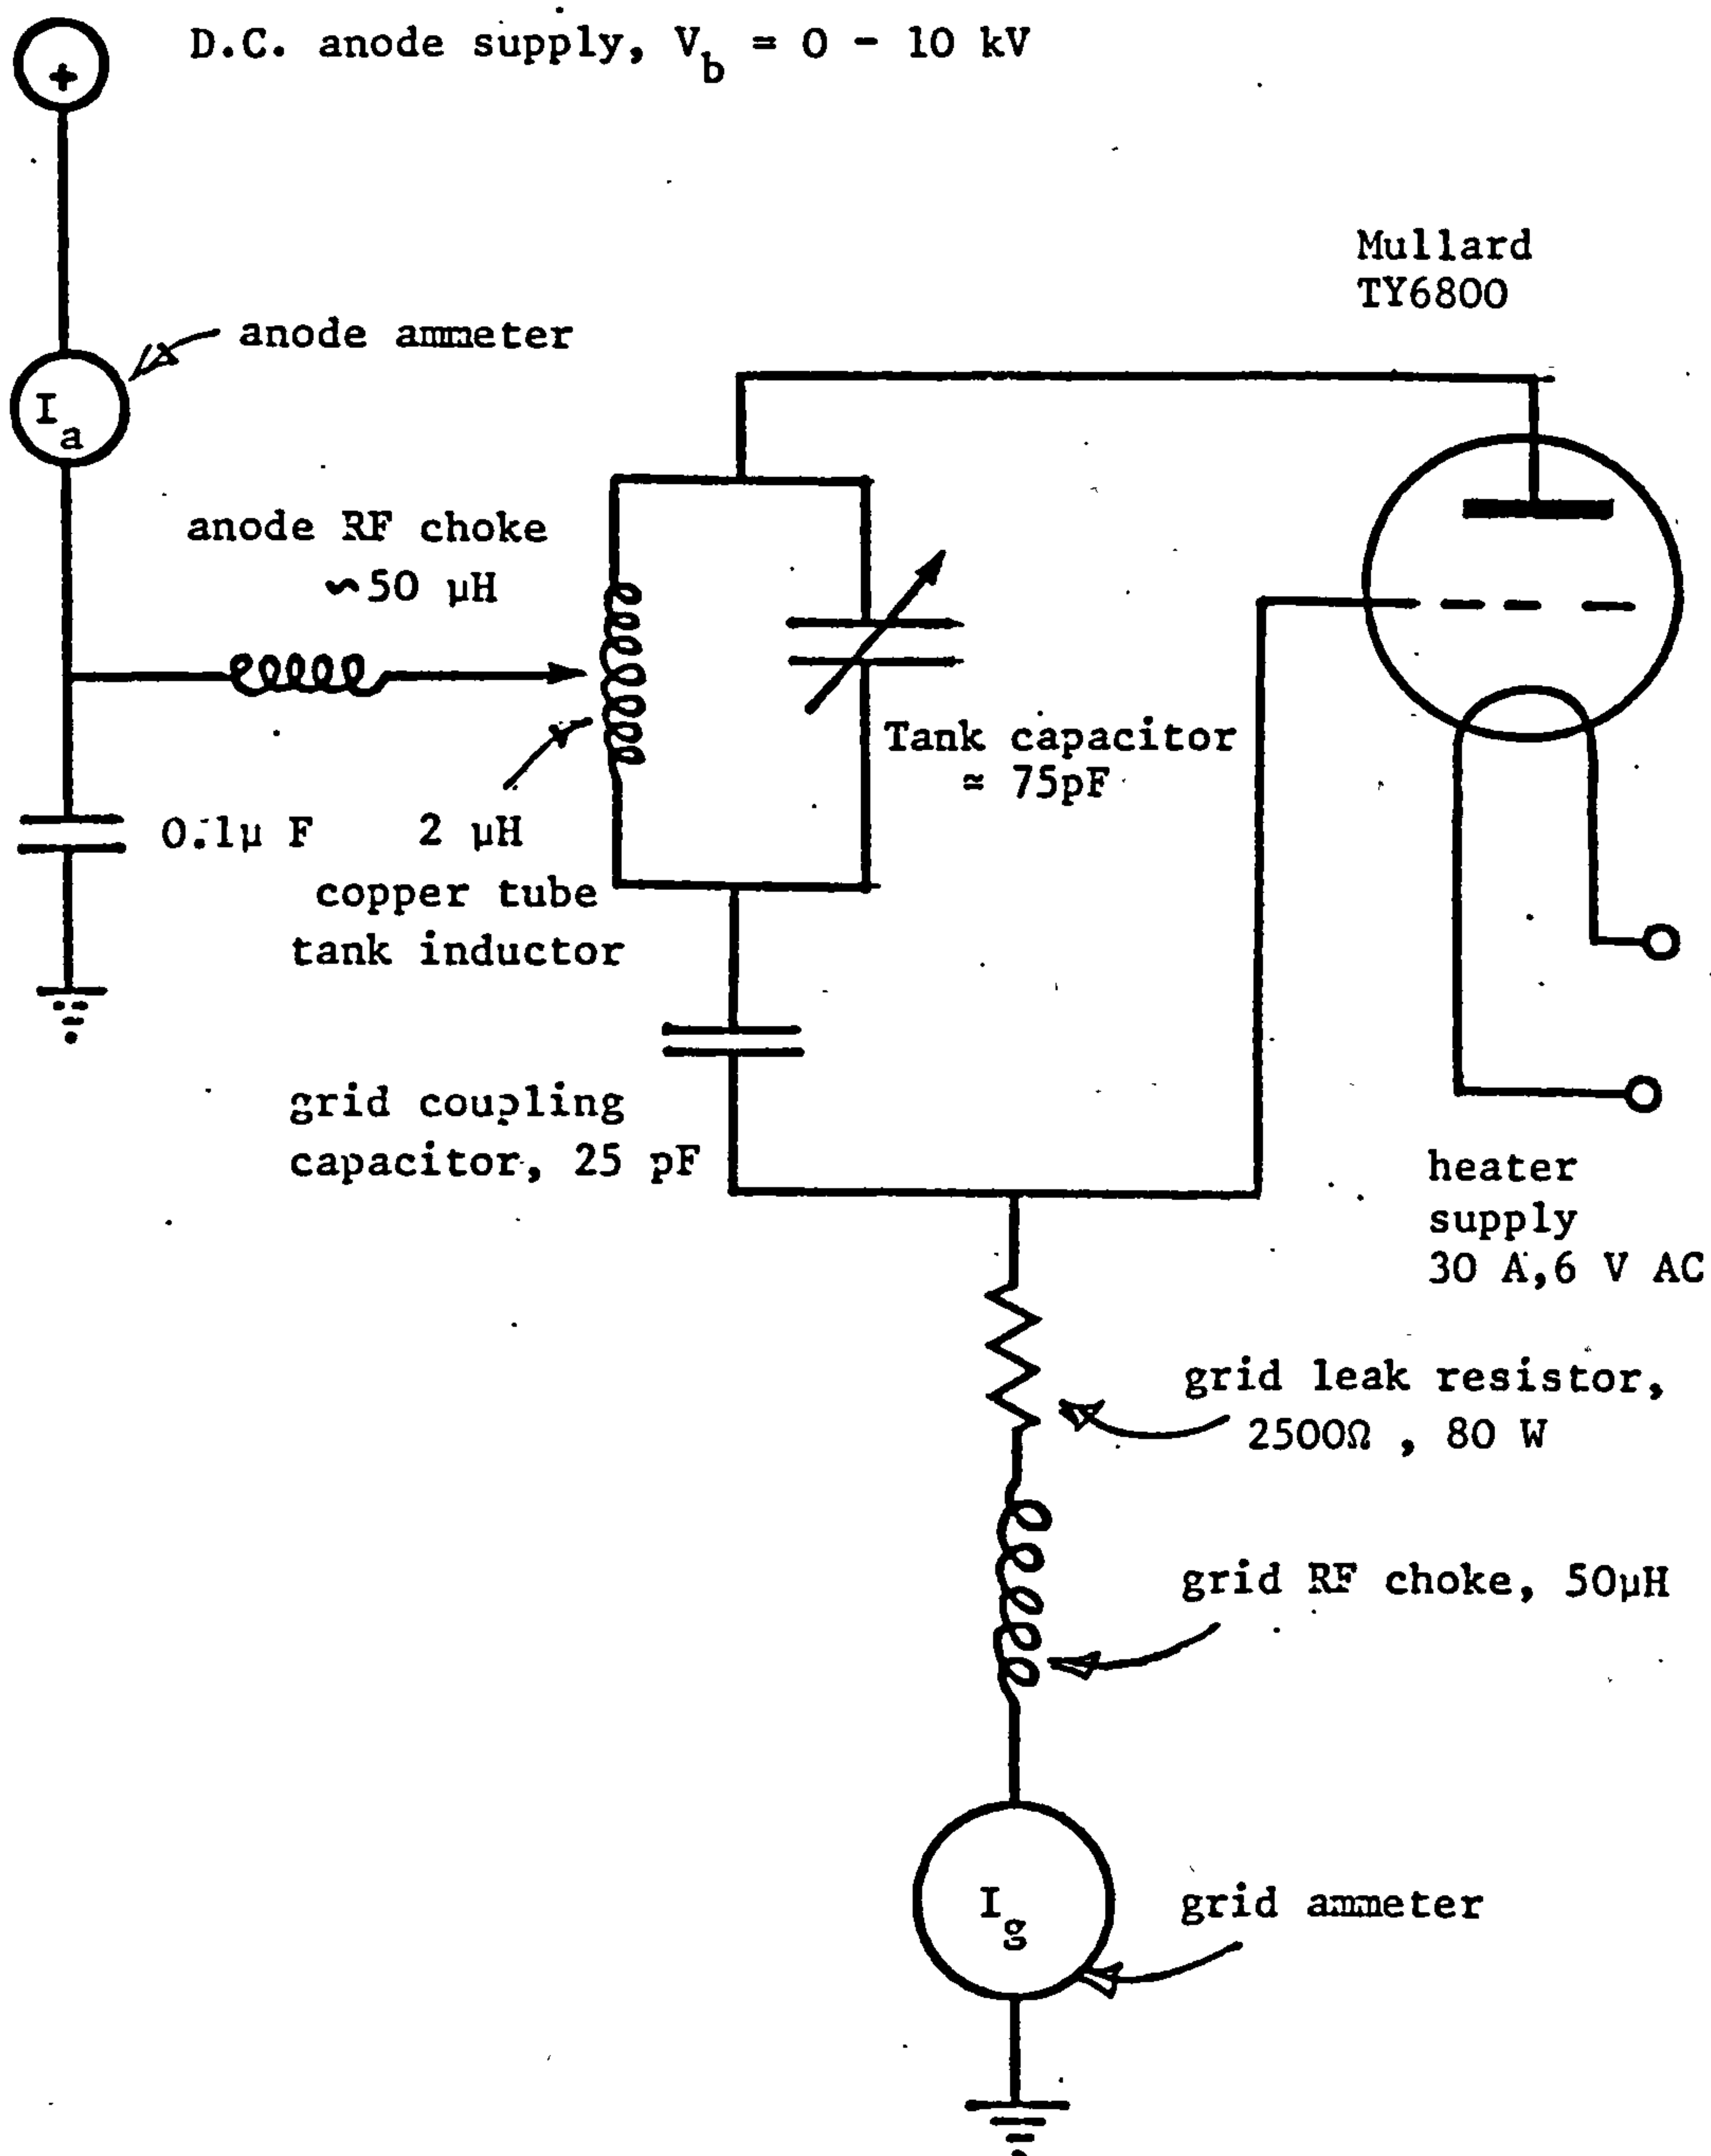 D.C. anode supply, V_b = 0 - 10 kV
+
Mullard
TY6800
anode ammeter
I_a
anode RF choke
~50 µH
Tank capacitor
= 75pF
0.1µ F
2 µH
copper tube
tank inductor
grid coupling
capacitor, 25 pF
heater
supply
30 A,6 V AC
grid leak resistor,
2500Ω , 80 W
grid RF choke, 50µH
I_g
grid ammeter